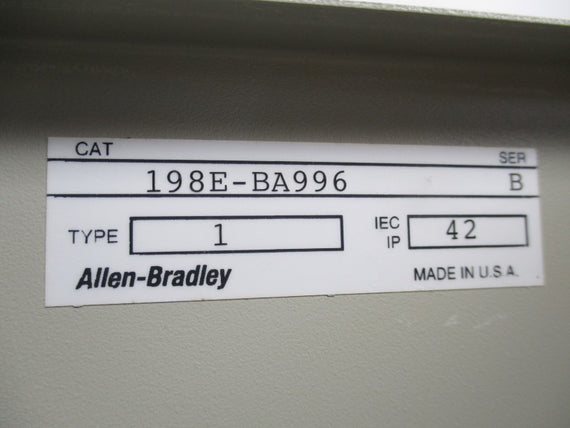 CAT SER
198E-BA996 B
TYPE 1 IEC IP 42
Allen-Bradley MADE IN U.S.A.